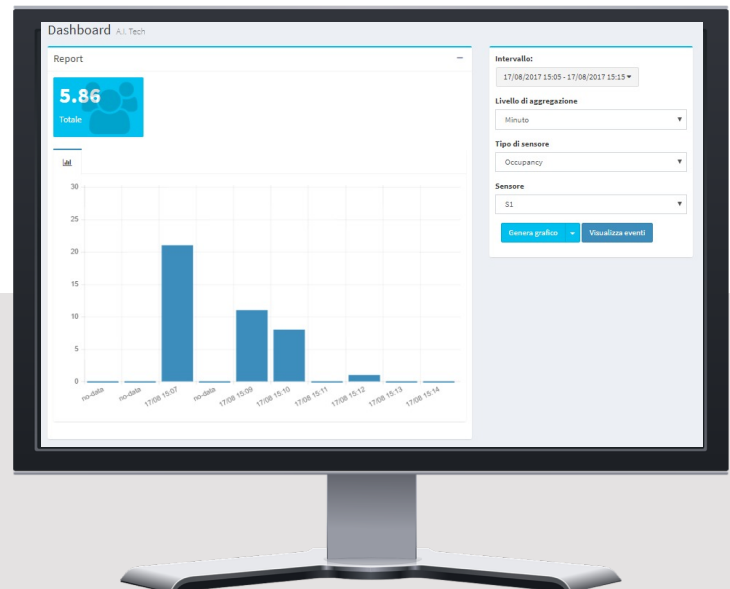 Dashboard A.I. Tech
Report
5.86
Totale
30
25
20
15
10
5
0
no-data
no-data
17/08 15:07
no-data
17/08 15:09
17/08 15:10
17/08 15:11
17/08 15:12
17/08 15:13
17/08 15:14
Intervallo:
17/08/2017 15:05 - 17/08/2017 15:15
Livello di aggregazione
Minuto
Tipo di sensore
Occupancy
Sensore
S1
Genera grafico
Visualizza eventi